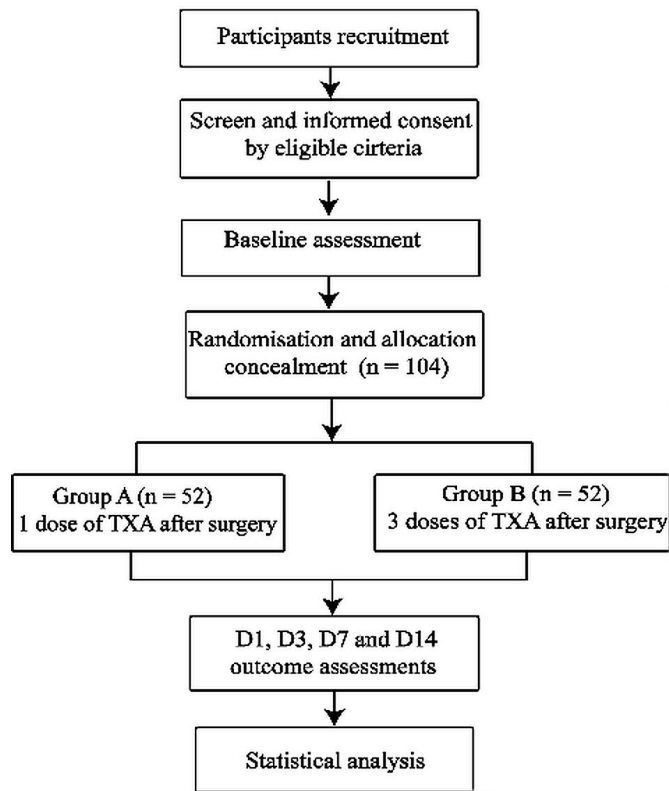 Participants recruitment
Screen and informed consent
by eligible cirteria
Baseline assessment
Randomisation and allocation
concealment (n = 104)
Group A (n = 52)
1 dose of TXA after surgery
Group B (n = 52)
3 doses of TXA after surgery
D1, D3, D7 and D14
outcome assessments
Statistical analysis